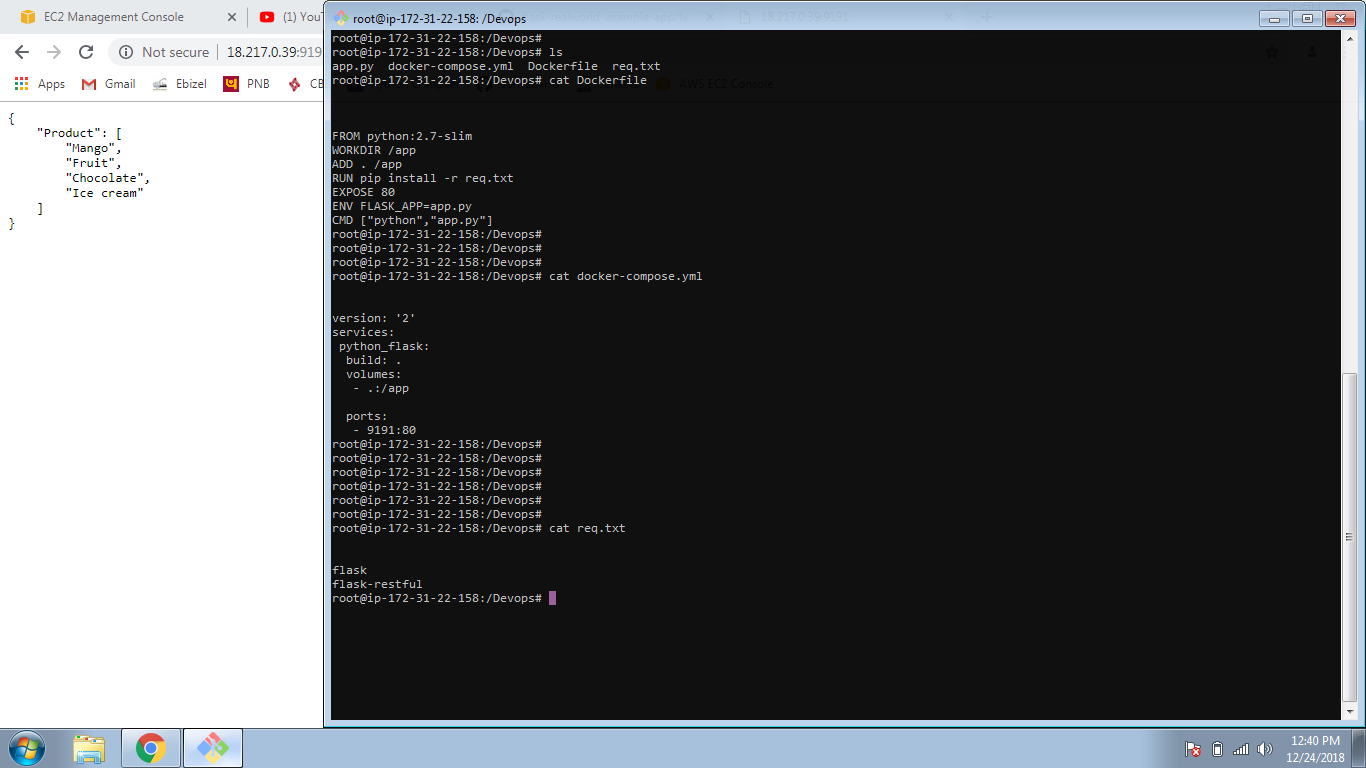 EC2 Management Console
(1) YouT
root@ip-172-31-22-158: /Devops
Not secure 18.217.0.39:919
Apps Gmail Ebizel PNB CB
AWS EC2 Console
{
"Product": [
"Mango",
"Fruit",
"Chocolate",
"Ice cream"
]
}
root@ip-172-31-22-158:/Devops#
root@ip-172-31-22-158:/Devops# ls
app.py docker-compose.yml Dockerfile req.txt
root@ip-172-31-22-158:/Devops# cat Dockerfile
FROM python:2.7-slim
WORKDIR /app
ADD . /app
RUN pip install -r req.txt
EXPOSE 80
ENV FLASK_APP=app.py
CMD ["python","app.py"]
root@ip-172-31-22-158:/Devops#
root@ip-172-31-22-158:/Devops#
root@ip-172-31-22-158:/Devops#
root@ip-172-31-22-158:/Devops# cat docker-compose.yml
version: '2'
services:
python_flask:
build: .
volumes:
- .:/app
ports:
- 9191:80
root@ip-172-31-22-158:/Devops#
root@ip-172-31-22-158:/Devops#
root@ip-172-31-22-158:/Devops#
root@ip-172-31-22-158:/Devops#
root@ip-172-31-22-158:/Devops#
root@ip-172-31-22-158:/Devops#
root@ip-172-31-22-158:/Devops# cat req.txt
flask
flask-restful
root@ip-172-31-22-158:/Devops#
12:40 PM
12/24/2018